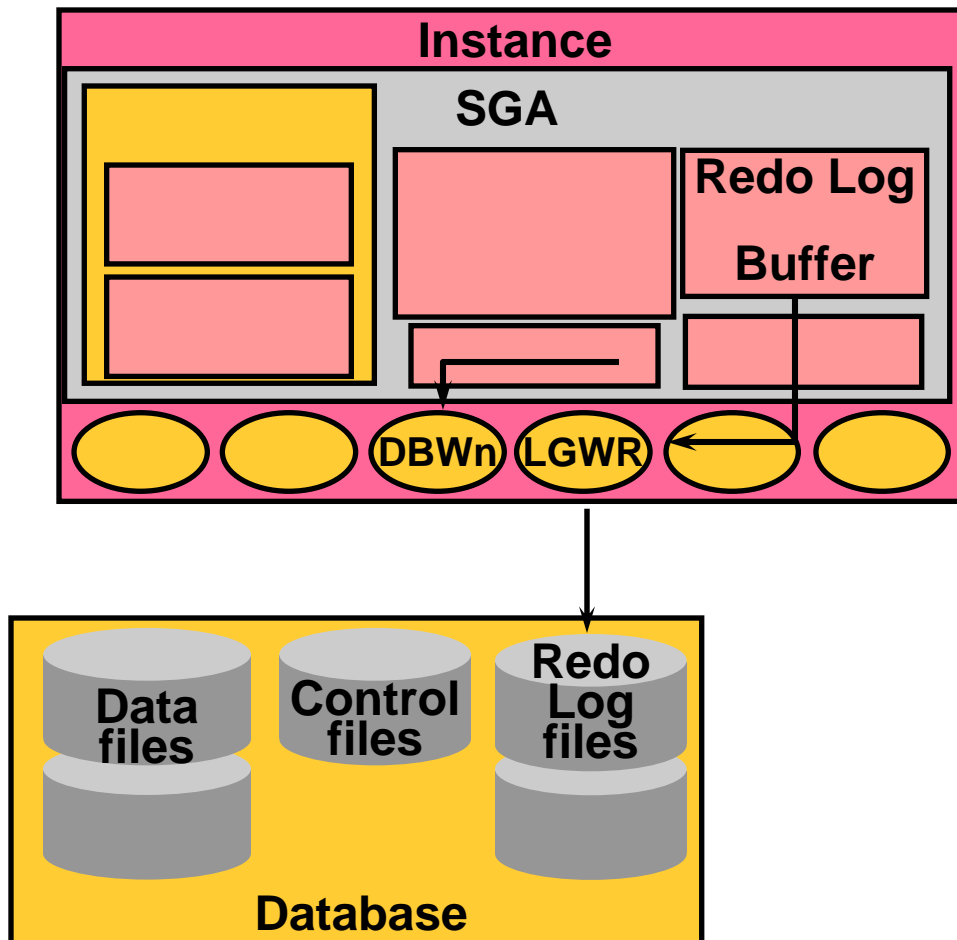 Instance
SGA
Redo Log
Buffer
DBWn
LGWR
Data
files
Control
files
Redo
Log
files
Database